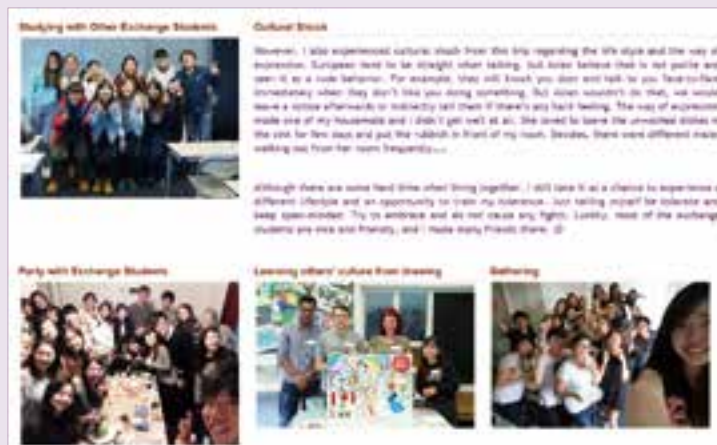 Studying with Other Exchange Students
Cultural Shock
However, I also experienced cultural shock from this trip regarding the life style and the way of
expression. European tend to be straight when talking, but Asian believe that is not polite and
seen it as a rude behavior. For example, they will knock you door and talk to you face-to-face
immediately when they don't like you doing something. But Asian wouldn't do that, we would
leave a notice afterwards or indirectly tell them if there's any hard feeling. The way of expression
made one of my housemate and I didn't get well at all. She loved to leave the unwashed dishes in
the sink for few days and put the rubbish in front of my room. Besides, there were different males
walking out from her room frequently...
Although there are some hard time when living together, I still take it as a chance to experience
different lifestyle and an opportunity to train my tolerance. Just telling myself be tolerate and
keep open-minded. Try to embrace and do not cause any fights. Luckily, most of the exchange
students are nice and friendly, and I made many friends there.
Party with Exchange Students
Learning others' culture from drawing
Gathering